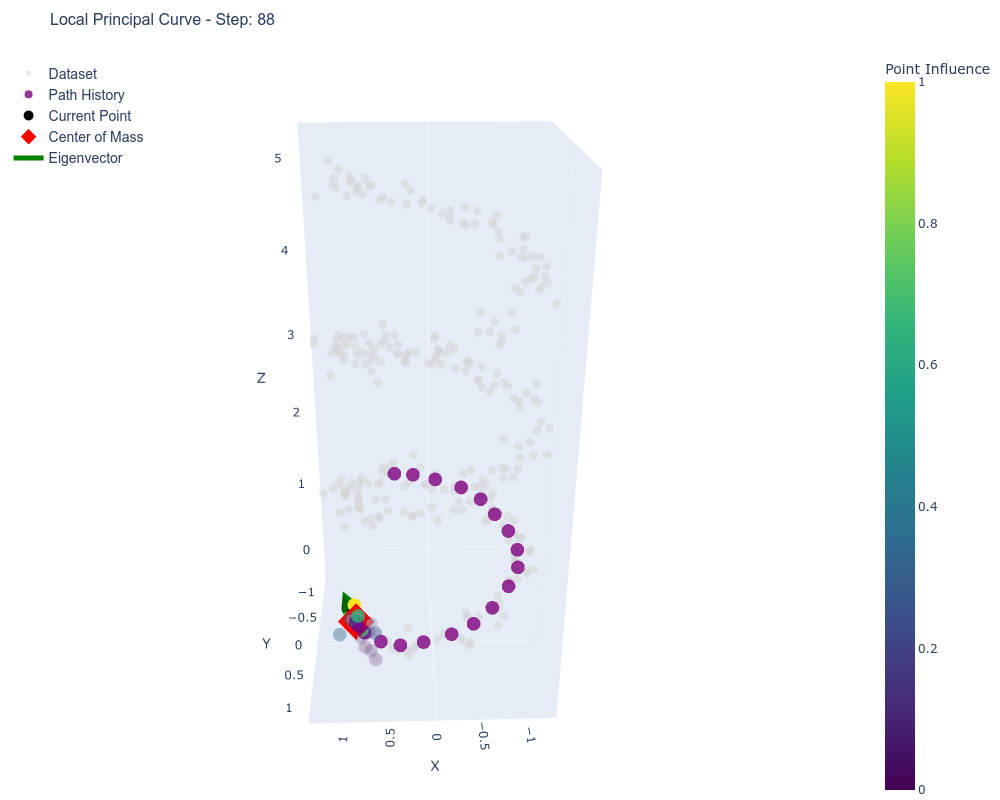 Local Principal Curve - Step: 88
Dataset
Path History
Current Point
Center of Mass
Eigenvector
Point Influence
1
0.8
0.6
0.4
0.2
0
5
4
3
Z
2
1
0
−1
−0.5
Y
0
0.5
1
1
0.5
0
−0.5
−1
X